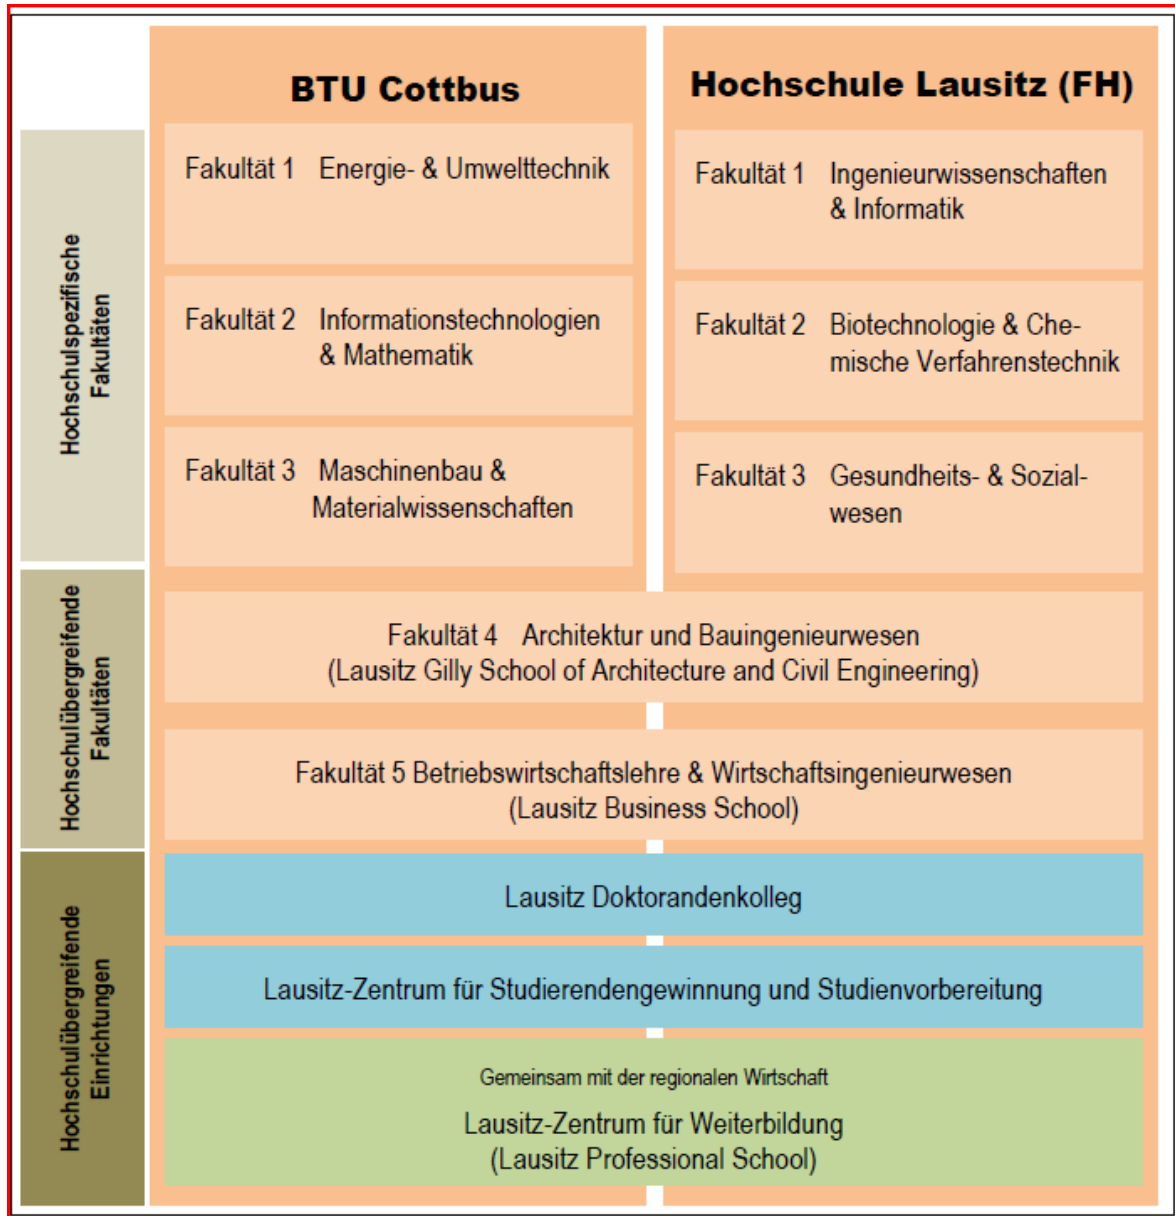 BTU Cottbus
Hochschule Lausitz (FH)
Hochschulspezifische
Fakultäten
Fakultät 1 Energie- & Umwelttechnik
Fakultät 1 Ingenieurwissenschaften
& Informatik
Fakultät 2 Informationstechnologien
& Mathematik
Fakultät 2 Biotechnologie & Che-
mische Verfahrenstechnik
Fakultät 3 Maschinenbau &
Materialwissenschaften
Fakultät 3 Gesundheits- & Sozial-
wesen
Hochschulübergreifende
Fakultäten
Fakultät 4 Architektur und Bauingenieurwesen
(Lausitz Gilly School of Architecture and Civil Engineering)
Fakultät 5 Betriebswirtschaftslehre & Wirtschaftsingenieurwesen
(Lausitz Business School)
Hochschulübergreifende
Einrichtungen
Lausitz Doktorandenkolleg
Lausitz-Zentrum für Studierendengewinnung und Studienvorbereitung
Gemeinsam mit der regionalen Wirtschaft
Lausitz-Zentrum für Weiterbildung
(Lausitz Professional School)